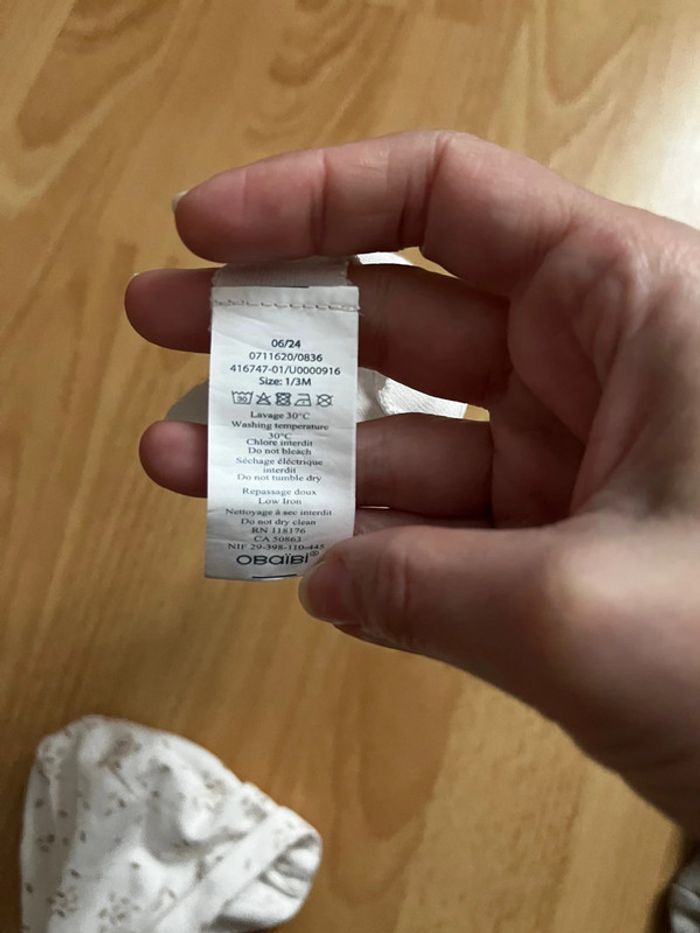 06/24
0711620/0836
416747-01/U0000916
Size: 1/3M
30
Lavage 30°C
Washing temperature
30°C
Chlore interdit
Do not bleach
Séchage éléctrique
interdit
Do not tumble dry
Repassage doux
Low Iron
Nettoyage à sec interdit
Do not dry clean
RN 118176
CA 50863
NIF 29-398-110-445
OBaïBI®